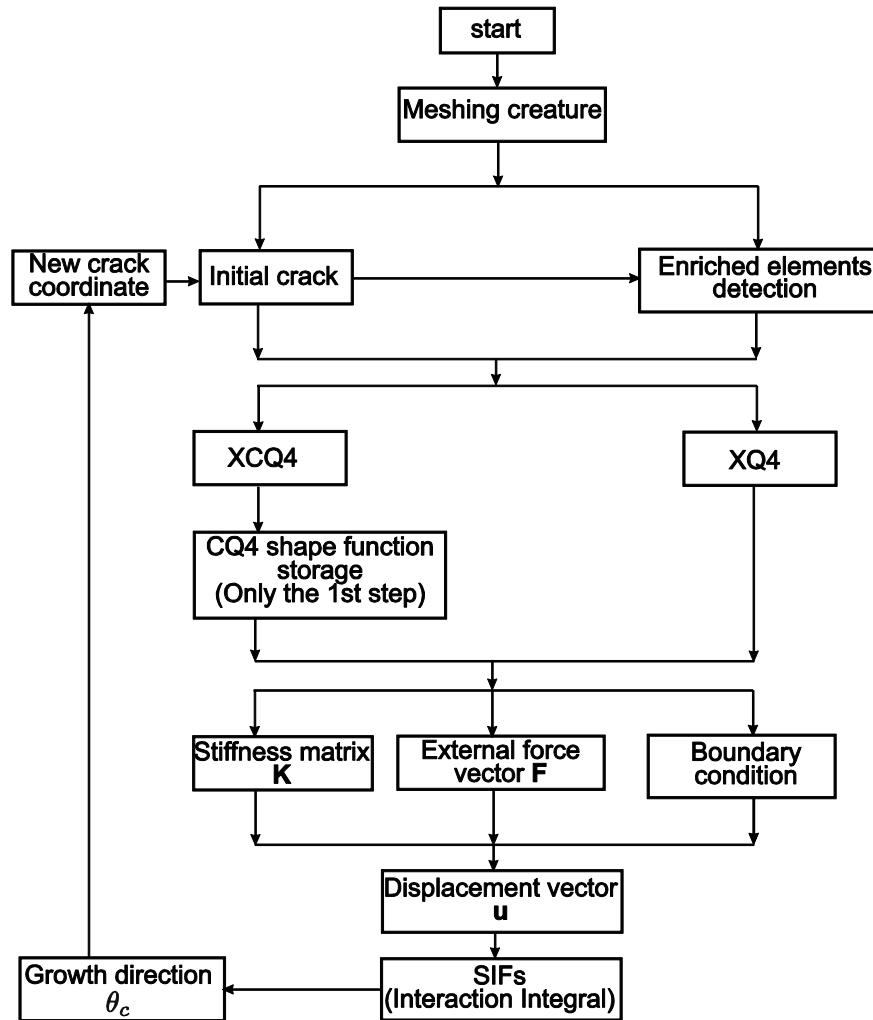 start
Meshing creature
New crack
coordinate
Initial crack
Enriched elements
detection
XCQ4
XQ4
CQ4 shape function
storage
(Only the 1st step)
Stiffness matrix
K
External force
vector F
Boundary
condition
Displacement vector
u
Growth direction
θc
SIFs
(Interaction Integral)